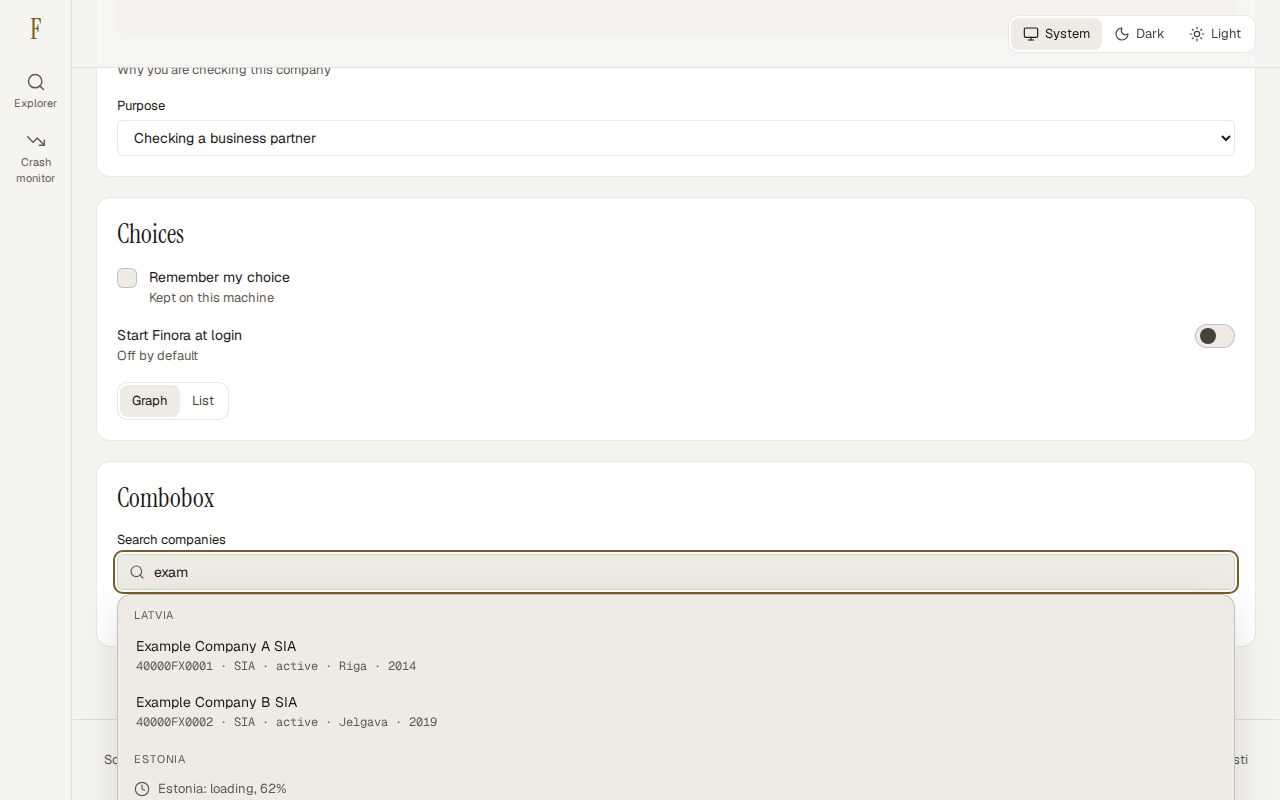 F
System
Dark
Light
Explorer
Crash
monitor
Why you are checking this company
Purpose
Checking a business partner
Choices
Remember my choice
Kept on this machine
Start Finora at login
Off by default
Graph
List
Combobox
Search companies
exam
LATVIA
Example Company A SIA
40000FX0001 · SIA · active · Riga · 2014
Example Company B SIA
40000FX0002 · SIA · active · Jelgava · 2019
ESTONIA
Estonia: loading, 62%